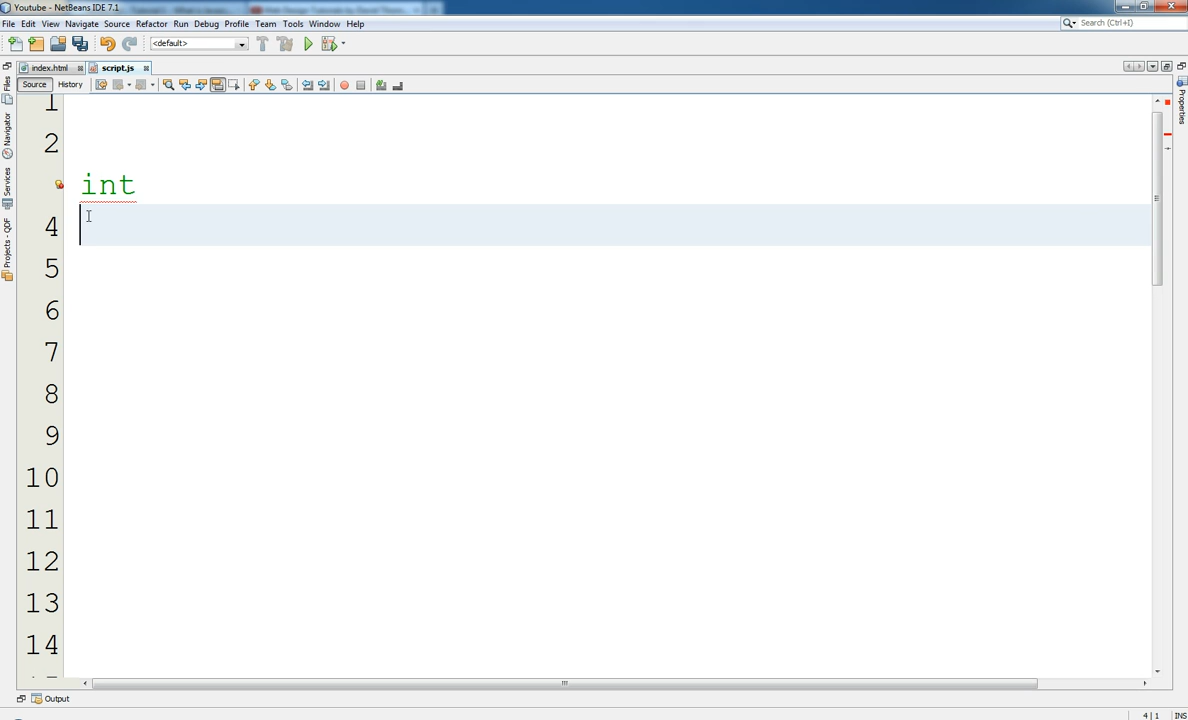 Youtube - NetBeans IDE 7.1
File Edit View Navigate Source Refactor Run Debug Profile Team Tools Window Help
<default>
Search (Ctrl+I)
index.html
script.js
Source History
Files
Navigator
Services
Projects - QDF
Properties
1
2
int
4
5
6
7
8
9
10
11
12
13
14
Output
4|1 INS